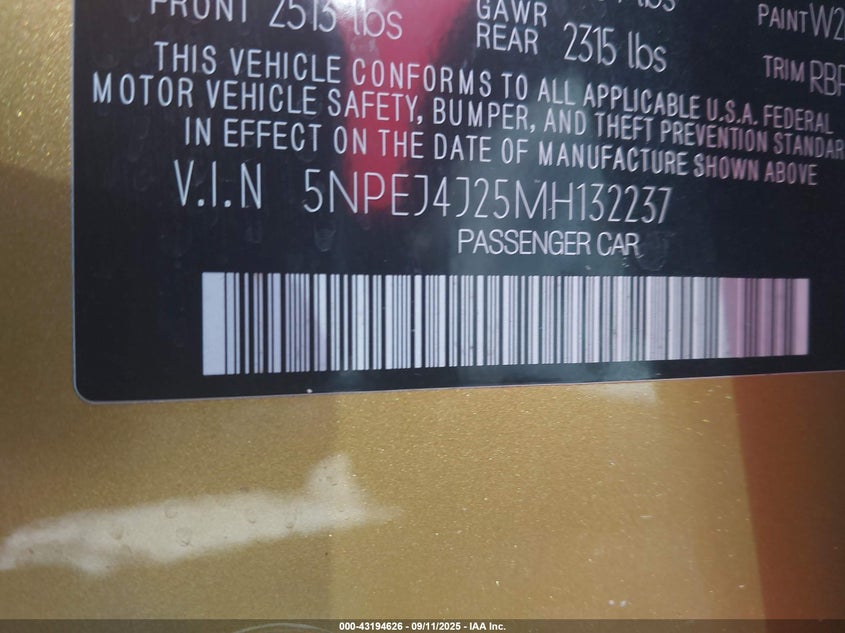 FRONT 2513 lbs
GAWR
REAR 2315 lbs
lbs
PAINT W2
TRIM RBF
THIS VEHICLE CONFORMS TO ALL APPLICABLE U.S.A. FEDERAL
MOTOR VEHICLE SAFETY, BUMPER, AND THEFT PREVENTION STANDAR
IN EFFECT ON THE DATE OF MANUFACTURE SHOWN ABOVE
V.I.N 5NPEJ4J25MH132237
PASSENGER CAR
000-43194626 - 09/11/2025 - IAA Inc.